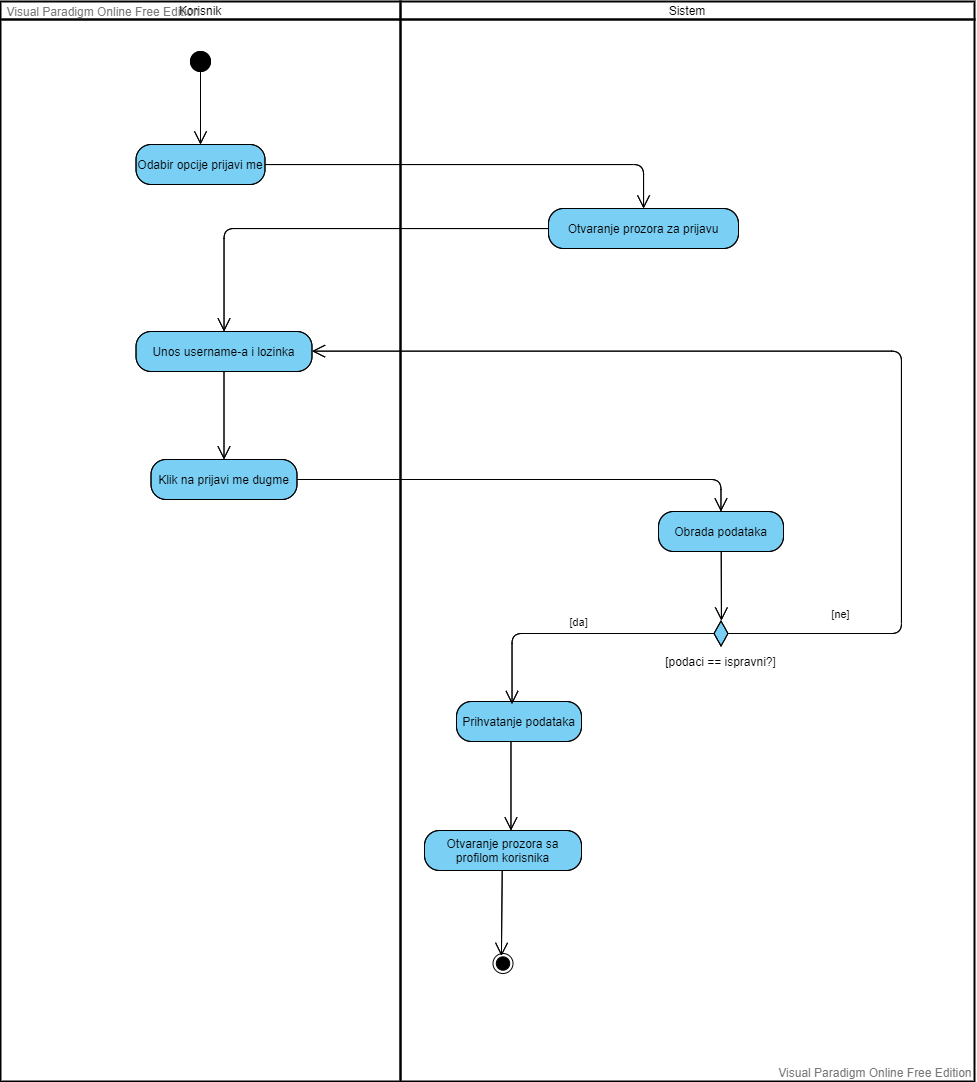 Visual Paradigm Online Free Edition
Korisnik
Sistem
Odabir opcije prijavi me
Otvaranje prozora za prijavu
Unos username-a i lozinka
Klik na prijavi me dugme
Obrada podataka
[da]
[ne]
[podaci == ispravni?]
Prihvatanje podataka
Otvaranje prozora sa
profilom korisnika
Visual Paradigm Online Free Edition